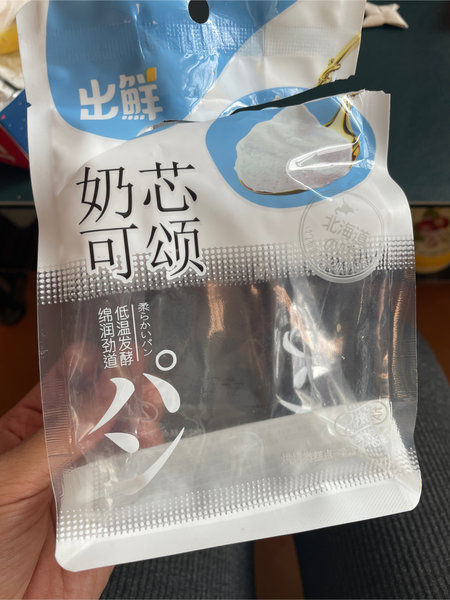 出鲜
奶芯
可颂
北海道
柔らかいパン
低温发酵
绵润劲道
パン